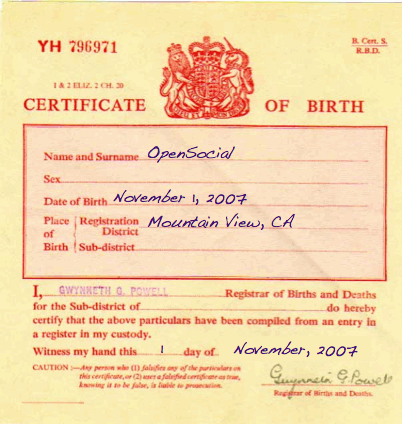 YH 796971
B. Cert. S.
R.B.D.
1 & 2 ELIZ. 2 CH. 20
CERTIFICATE OF BIRTH
Name and Surname OpenSocial
Sex
Date of Birth November 1, 2007
Place of Birth Registration District Mountain View, CA
Sub-district
I, GWYNNETH G. POWELL Registrar of Births and Deaths
for the Sub-district of do hereby
certify that the above particulars have been compiled from an entry in
a register in my custody.
Witness my hand this 1 day of November, 2007
CAUTION :—Any person who (1) falsifies any of the particulars on
this certificate, or (2) uses a falsified certificate as true,
knowing it to be false, is liable to prosecution.
Gwynneth G Powell
Registrar of Births and Deaths.